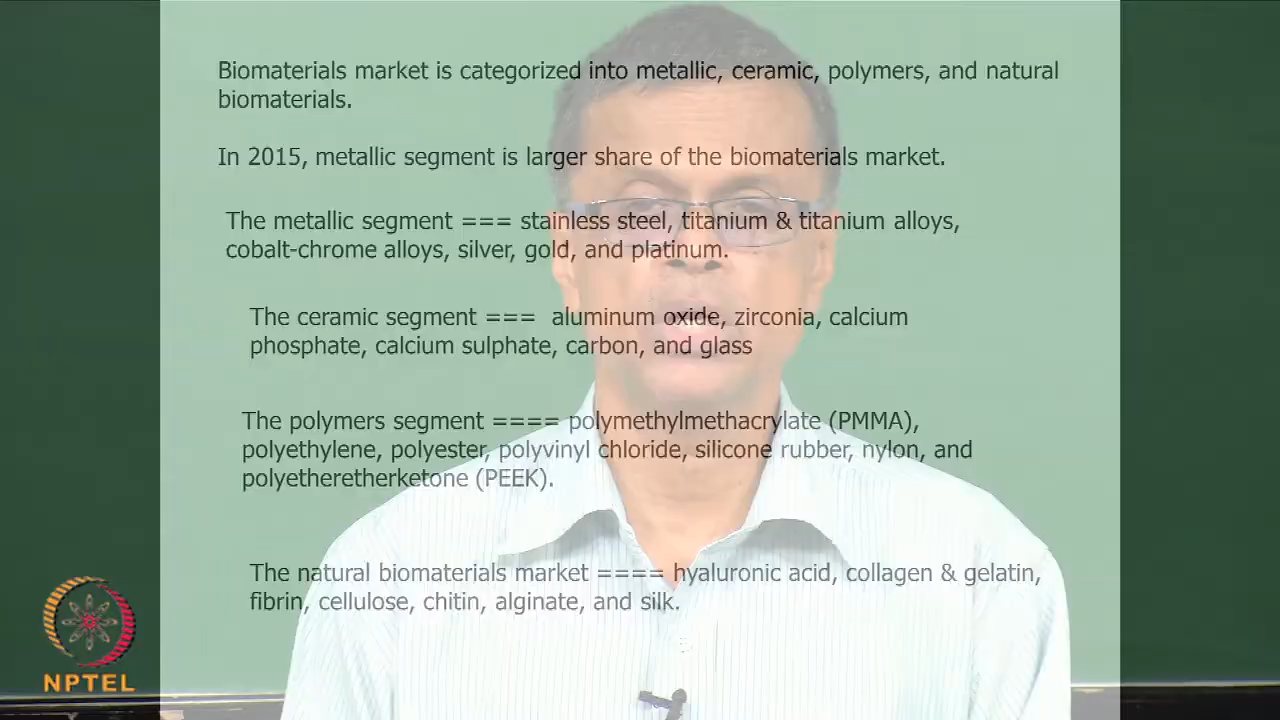 Biomaterials market is categorized into metallic, ceramic, polymers, and natural
biomaterials.
In 2015, metallic segment is larger share of the biomaterials market.
The metallic segment === stainless steel, titanium & titanium alloys,
cobalt-chrome alloys, silver, gold, and platinum.
The ceramic segment === aluminum oxide, zirconia, calcium
phosphate, calcium sulphate, carbon, and glass
The polymers segment ==== polymethylmethacrylate (PMMA),
polyethylene, polyester, polyvinyl chloride, silicone rubber, nylon, and
polyetheretherketone (PEEK).
The natural biomaterials market ==== hyaluronic acid, collagen & gelatin,
fibrin, cellulose, chitin, alginate, and silk.
NPTEL